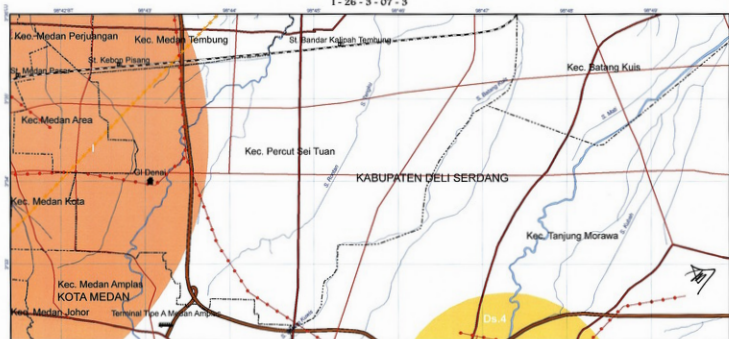 1 - 26 - 3 - 07 - 3
Kec. Medan Perjuangan
Kec. Medan Tembung
St. Bandar Kalipah Tembung
St. Kebon Pisang
St. Medan Pasar
Kec. Batang Kuis
Kec. Medan Area
I
Kec. Percut Sei Tuan
GI Denai
KABUPATEN DELI SERDANG
Kec. Medan Kota
Kec. Tanjung Morawa
Kec. Medan Amplas
KOTA MEDAN
Kec. Medan Johor
Terminal Tipe A Medan Amplas
Ds.4